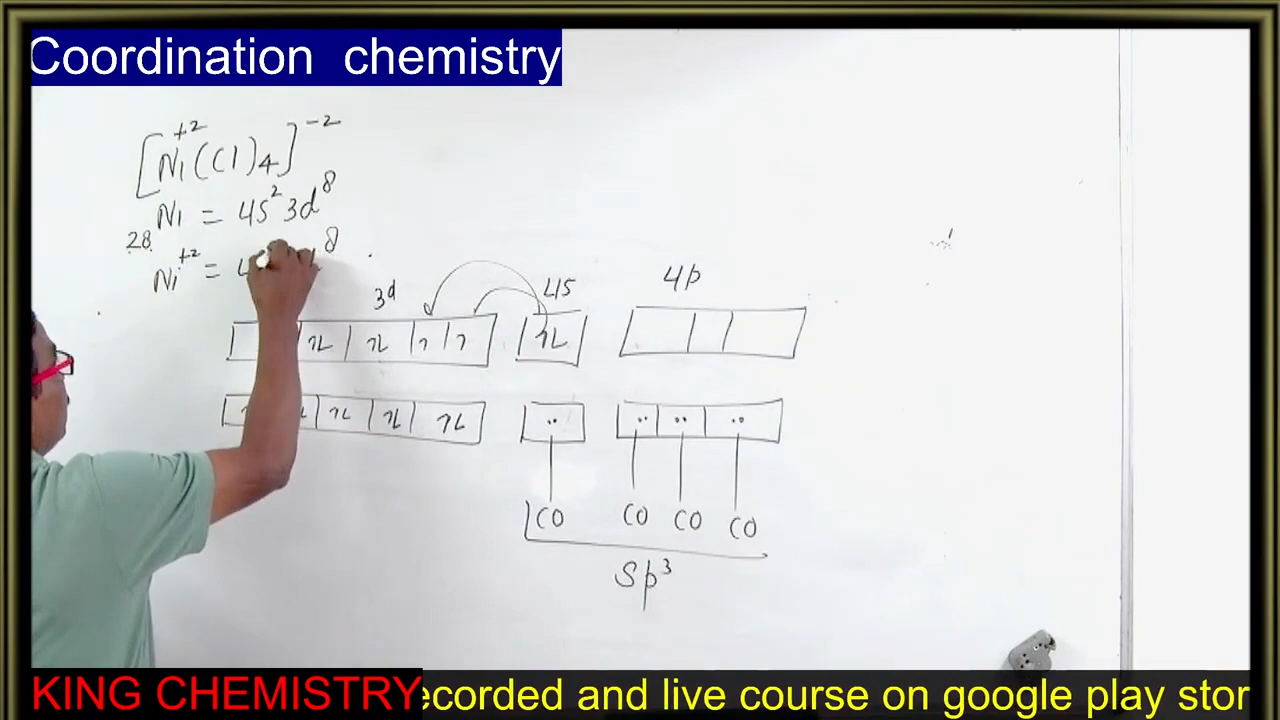 Coordination chemistry
[Ni⁺²(Cl)₄]⁻²
Ni = 4s² 3d⁸
28
Ni⁺² = 4 8
3d 4s 4p
CO CO CO CO
Sp³
KING CHEMISTRY ecorded and live course on google play stor